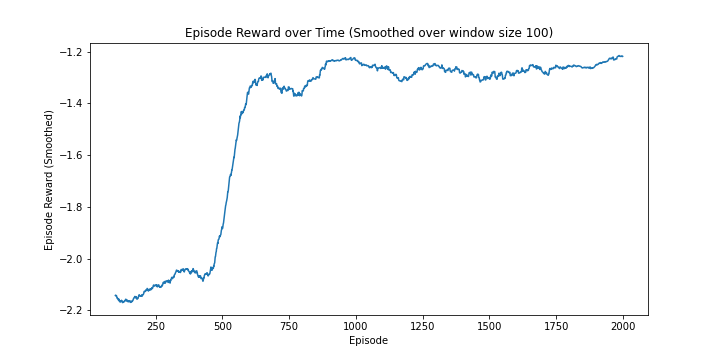 Episode Reward over Time (Smoothed over window size 100)
−1.2
−1.4
−1.6
−1.8
−2.0
−2.2
Episode Reward (Smoothed)
250 500 750 1000 1250 1500 1750 2000
Episode